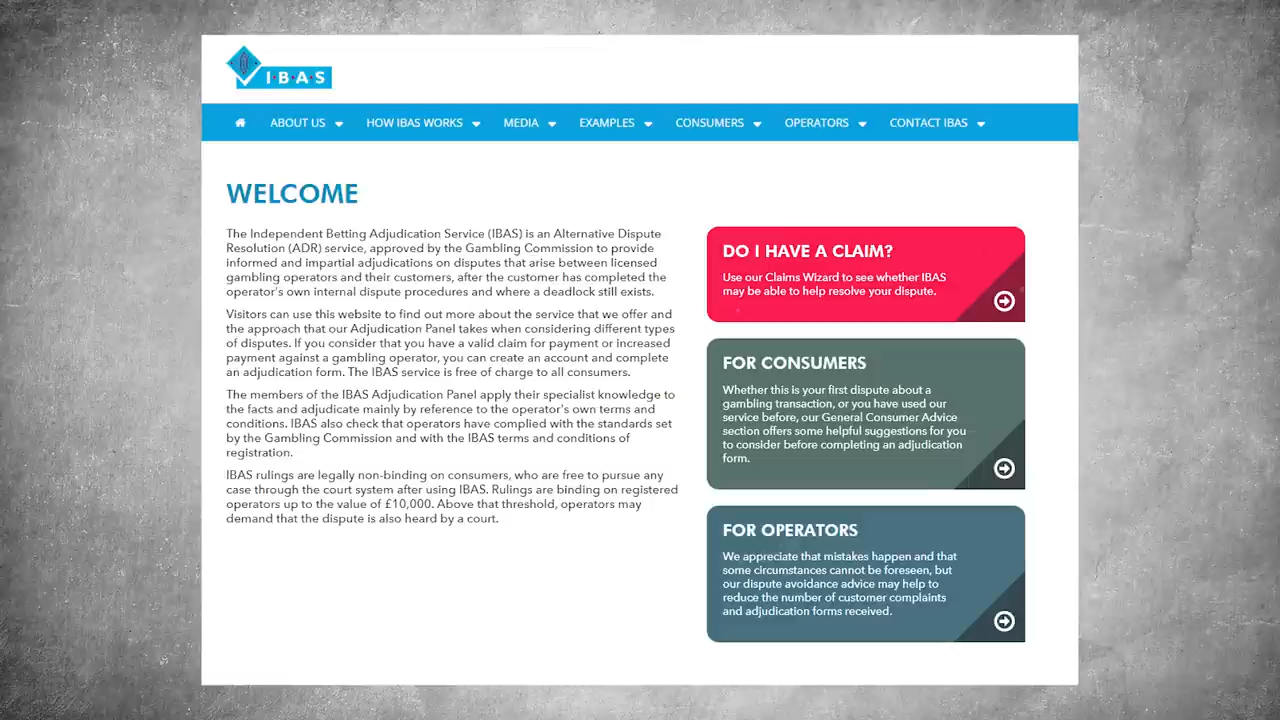 I·B·A·S
ABOUT US
HOW IBAS WORKS
MEDIA
EXAMPLES
CONSUMERS
OPERATORS
CONTACT IBAS
WELCOME
The Independent Betting Adjudication Service (IBAS) is an Alternative Dispute
Resolution (ADR) service, approved by the Gambling Commission to provide
informed and impartial adjudications on disputes that arise between licensed
gambling operators and their customers, after the customer has completed the
operator's own internal dispute procedures and where a deadlock still exists.
Visitors can use this website to find out more about the service that we offer and
the approach that our Adjudication Panel takes when considering different types
of disputes. If you consider that you have a valid claim for payment or increased
payment against a gambling operator, you can create an account and complete
an adjudication form. The IBAS service is free of charge to all consumers.
The members of the IBAS Adjudication Panel apply their specialist knowledge to
the facts and adjudicate mainly by reference to the operator's own terms and
conditions. IBAS also check that operators have complied with the standards set
by the Gambling Commission and with the IBAS terms and conditions of
registration.
IBAS rulings are legally non-binding on consumers, who are free to pursue any
case through the court system after using IBAS. Rulings are binding on registered
operators up to the value of £10,000. Above that threshold, operators may
demand that the dispute is also heard by a court.
DO I HAVE A CLAIM?
Use our Claims Wizard to see whether IBAS
may be able to help resolve your dispute.
FOR CONSUMERS
Whether this is your first dispute about a
gambling transaction, or you have used our
service before, our General Consumer Advice
section offers some helpful suggestions for you
to consider before completing an adjudication
form.
FOR OPERATORS
We appreciate that mistakes happen and that
some circumstances cannot be foreseen, but
our dispute avoidance advice may help to
reduce the number of customer complaints
and adjudication forms received.